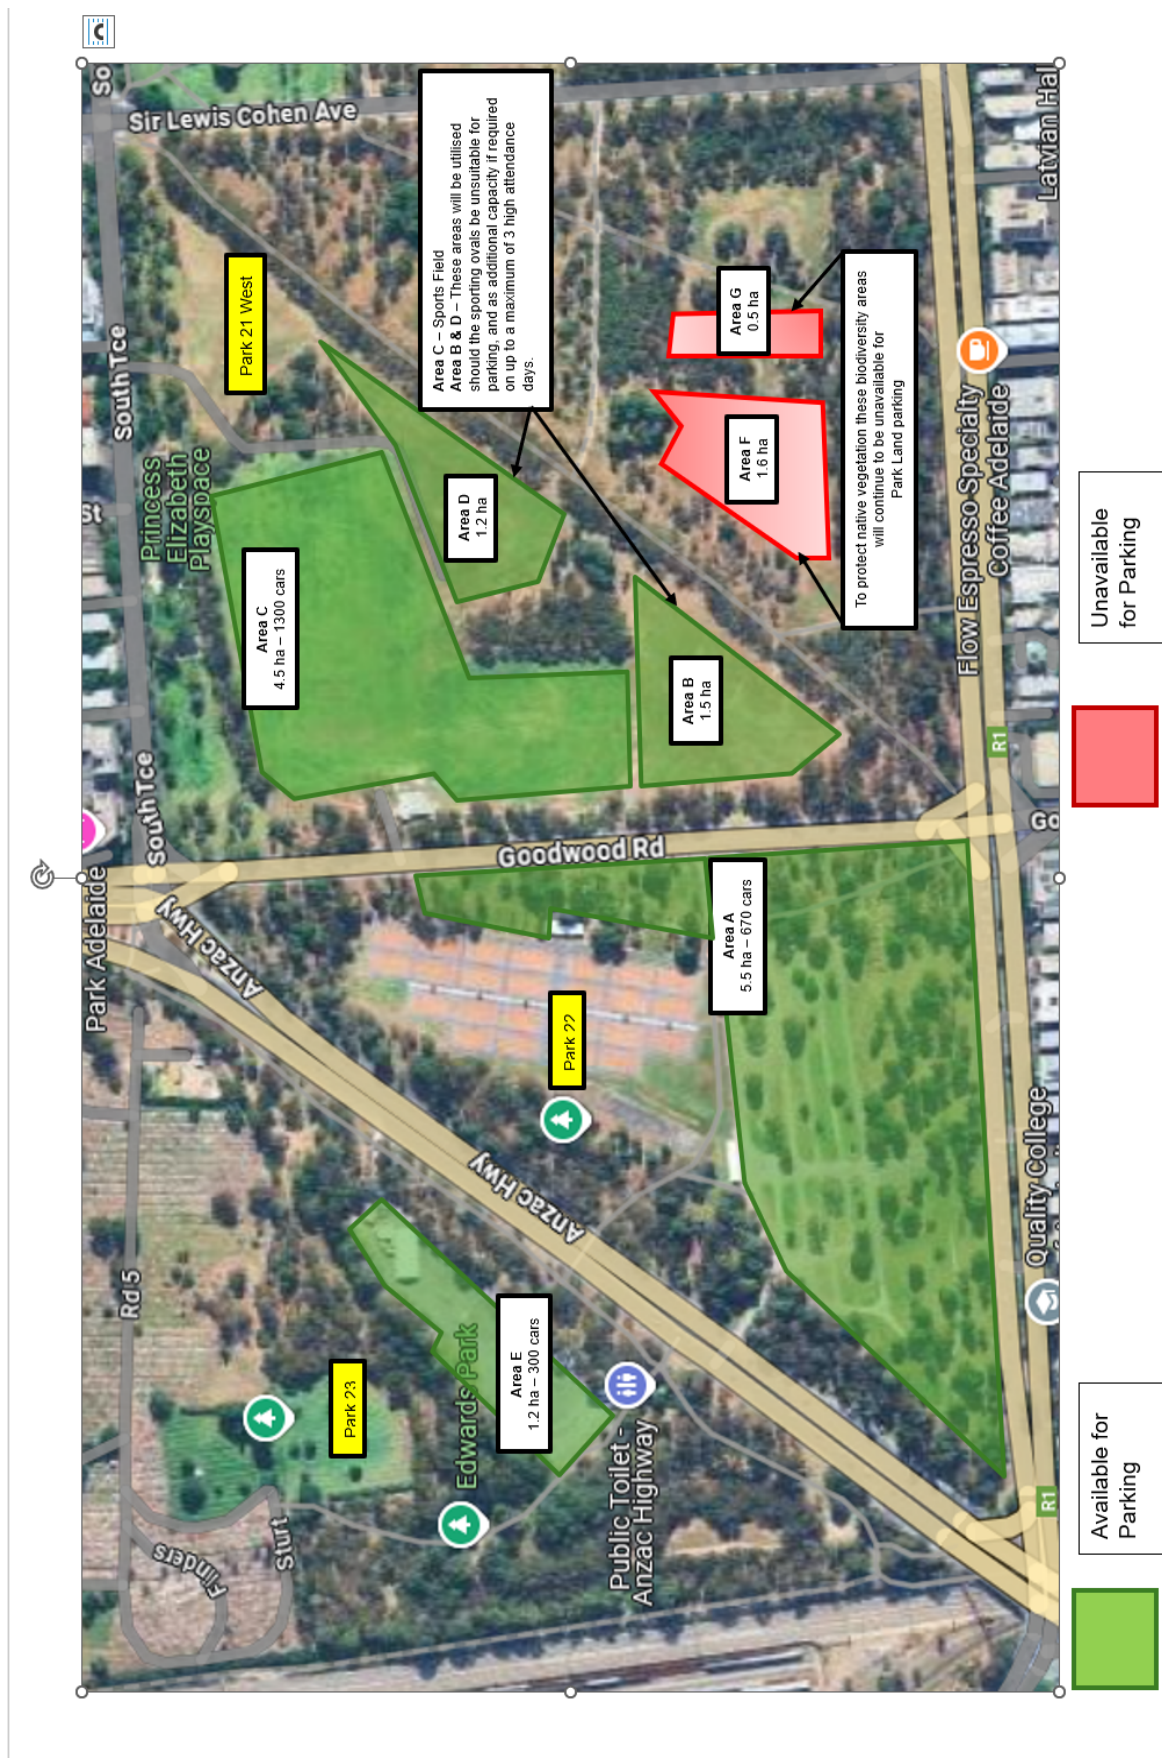 So
Sir Lewis Cohen Ave
South Tce
Princess
Elizabeth
Playspace
St
South Tce
Park Adelaide
Anzac Hwy
Rd 5
Flinders
Sturt
Park 21 West
Area C – Sports Field
Area B & D – These areas will be utilised
should the sporting ovals be unsuitable for
parking, and as additional capacity if required
on up to a maximum of 3 high attendance
days.
Area C
4.5 ha – 1300 cars
Area D
1.2 ha
Area B
1.5 ha
Area G
0.5 ha
Area F
1.6 ha
To protect native vegetation these biodiversity areas
will continue to be unavailable for
Park Land parking
Goodwood Rd
Area A
5.5 ha – 670 cars
Park 22
Anzac Hwy
Park 23
Edwards Park
Area E
1.2 ha – 300 cars
Public Toilet -
Anzac Highway
Latvian Hal
Flow Espresso Specialty
Coffee Adelaide
R1
Go
Quality College
R1
Available for
Parking
Unavailable
for Parking